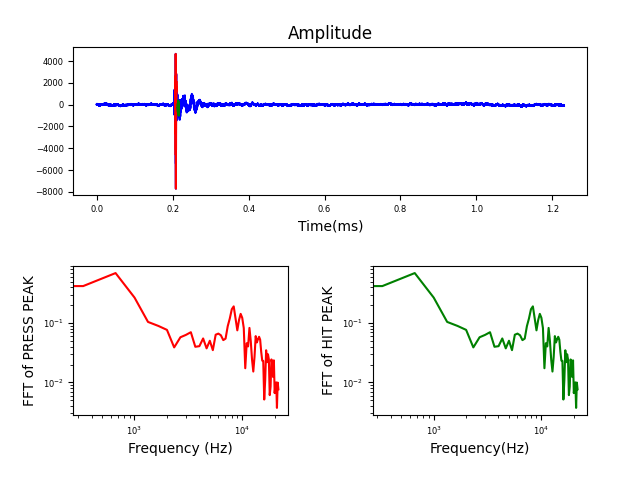 Amplitude
4000
2000
0
−2000
−4000
−6000
−8000
0.0 0.2 0.4 0.6 0.8 1.0 1.2
Time(ms)
FFT of PRESS PEAK
10⁻¹
10⁻²
10³ 10⁴
Frequency (Hz)
FFT of HIT PEAK
10⁻¹
10⁻²
10³ 10⁴
Frequency(Hz)